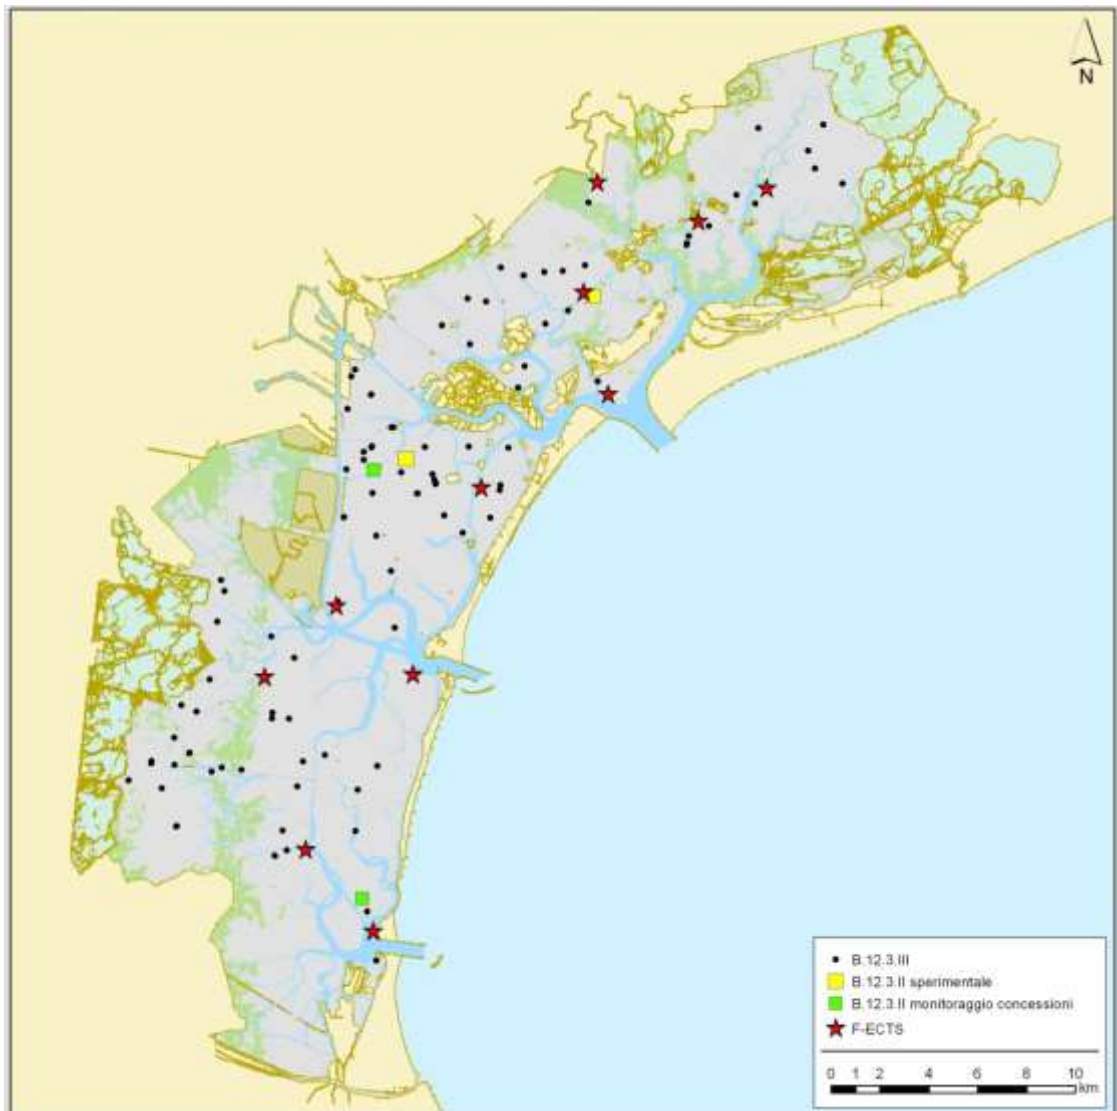 N
B.12.3.III
B.12.3.II sperimentale
B.12.3.II monitoraggio concessioni
F-ECTS
0 1 2 4 6 8 10
km